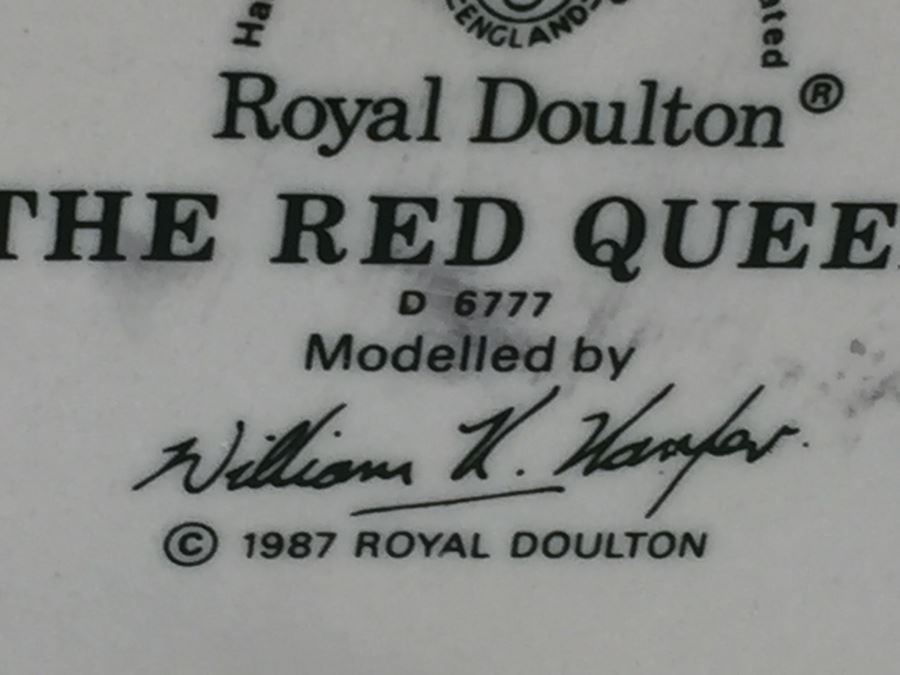 ENGLAND
Royal Doulton®
THE RED QUEE
D 6777
Modelled by
William K. Harper.
© 1987 ROYAL DOULTON